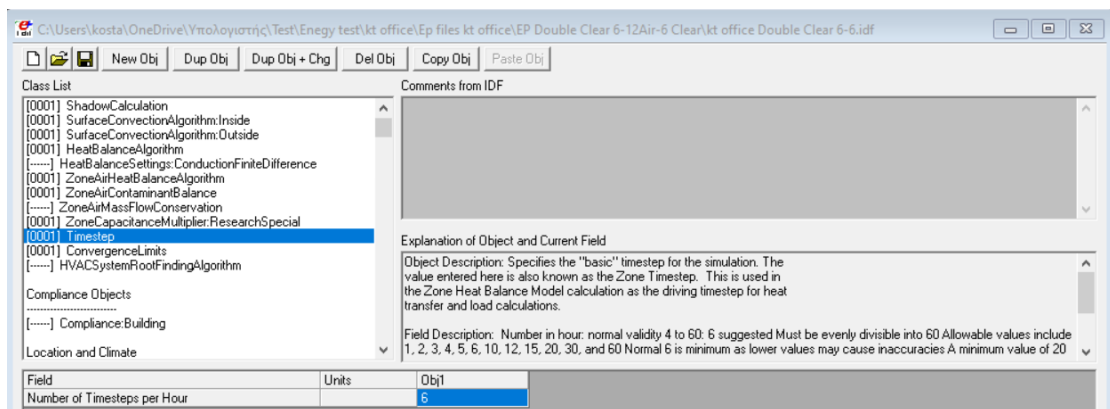 C:\Users\kosta\OneDrive\Υπολογιστής\Test\Enegy test\kt office\Ep files kt office\EP Double Clear 6-12Air-6 Clear\kt office Double Clear 6-6.idf
New Obj Dup Obj Dup Obj + Chg Del Obj Copy Obj Paste Obj
Class List
[0001] ShadowCalculation
[0001] SurfaceConvectionAlgorithm:Inside
[0001] SurfaceConvectionAlgorithm:Outside
[0001] HeatBalanceAlgorithm
[------] HeatBalanceSettings:ConductionFiniteDifference
[0001] ZoneAirHeatBalanceAlgorithm
[0001] ZoneAirContaminantBalance
[------] ZoneAirMassFlowConservation
[0001] ZoneCapacitanceMultiplier:ResearchSpecial
[0001] Timestep
[0001] ConvergenceLimits
[------] HVACSystemRootFindingAlgorithm
Compliance Objects
--------------------------
[------] Compliance:Building
Location and Climate
Comments from IDF
Explanation of Object and Current Field
Object Description: Specifies the "basic" timestep for the simulation. The
value entered here is also known as the Zone Timestep. This is used in
the Zone Heat Balance Model calculation as the driving timestep for heat
transfer and load calculations.
Field Description: Number in hour: normal validity 4 to 60: 6 suggested Must be evenly divisible into 60 Allowable values include
1, 2, 3, 4, 5, 6, 10, 12, 15, 20, 30, and 60 Normal 6 is minimum as lower values may cause inaccuracies A minimum value of 20
Field Units Obj1
Number of Timesteps per Hour 6